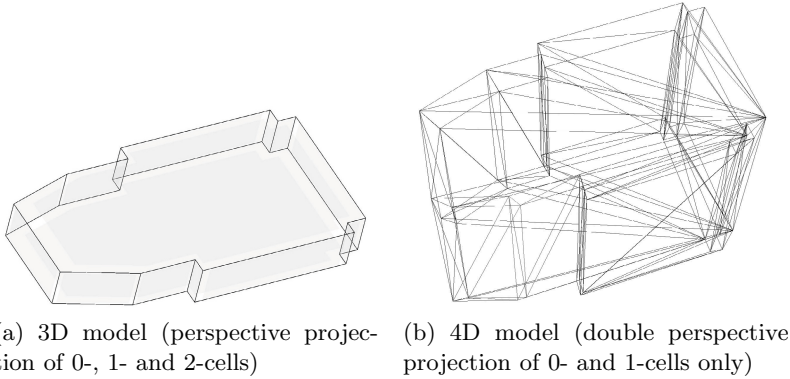 a) 3D model (perspective projec-
tion of 0-, 1- and 2-cells)
(b) 4D model (double perspective
projection of 0- and 1-cells only)